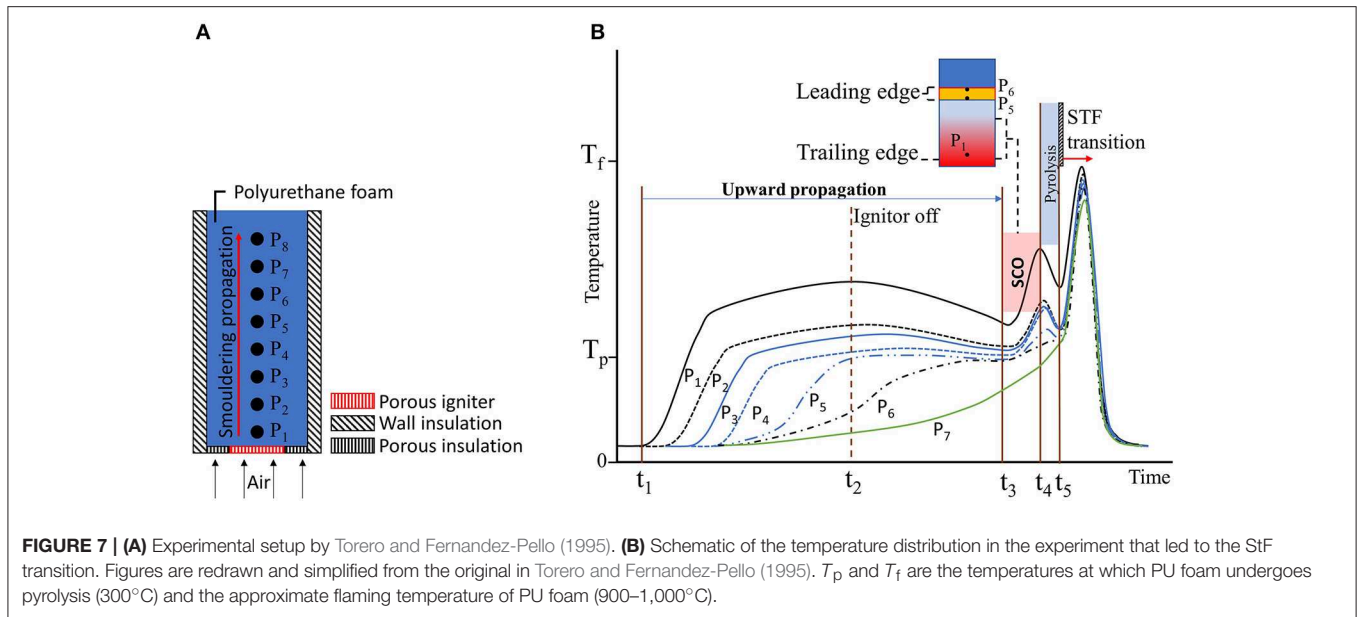 A
Polyurethane foam
Smouldering propagation
P8
P7
P6
P5
P4
P3
P2
P1
Porous igniter
Wall insulation
Porous insulation
Air
B
Temperature
Tf
Tp
0
Leading edge
P6
P5
Trailing edge
P1
Pyrolysis
STF
transition
Upward propagation
Ignitor off
SCO
P1
P2
P3
P4
P5
P6
P7
t1
t2
t3
t4
t5
Time
FIGURE 7 | (A) Experimental setup by Torero and Fernandez-Pello (1995). (B) Schematic of the temperature distribution in the experiment that led to the StF
transition. Figures are redrawn and simplified from the original in Torero and Fernandez-Pello (1995). Tp and Tf are the temperatures at which PU foam undergoes
pyrolysis (300°C) and the approximate flaming temperature of PU foam (900–1,000°C).